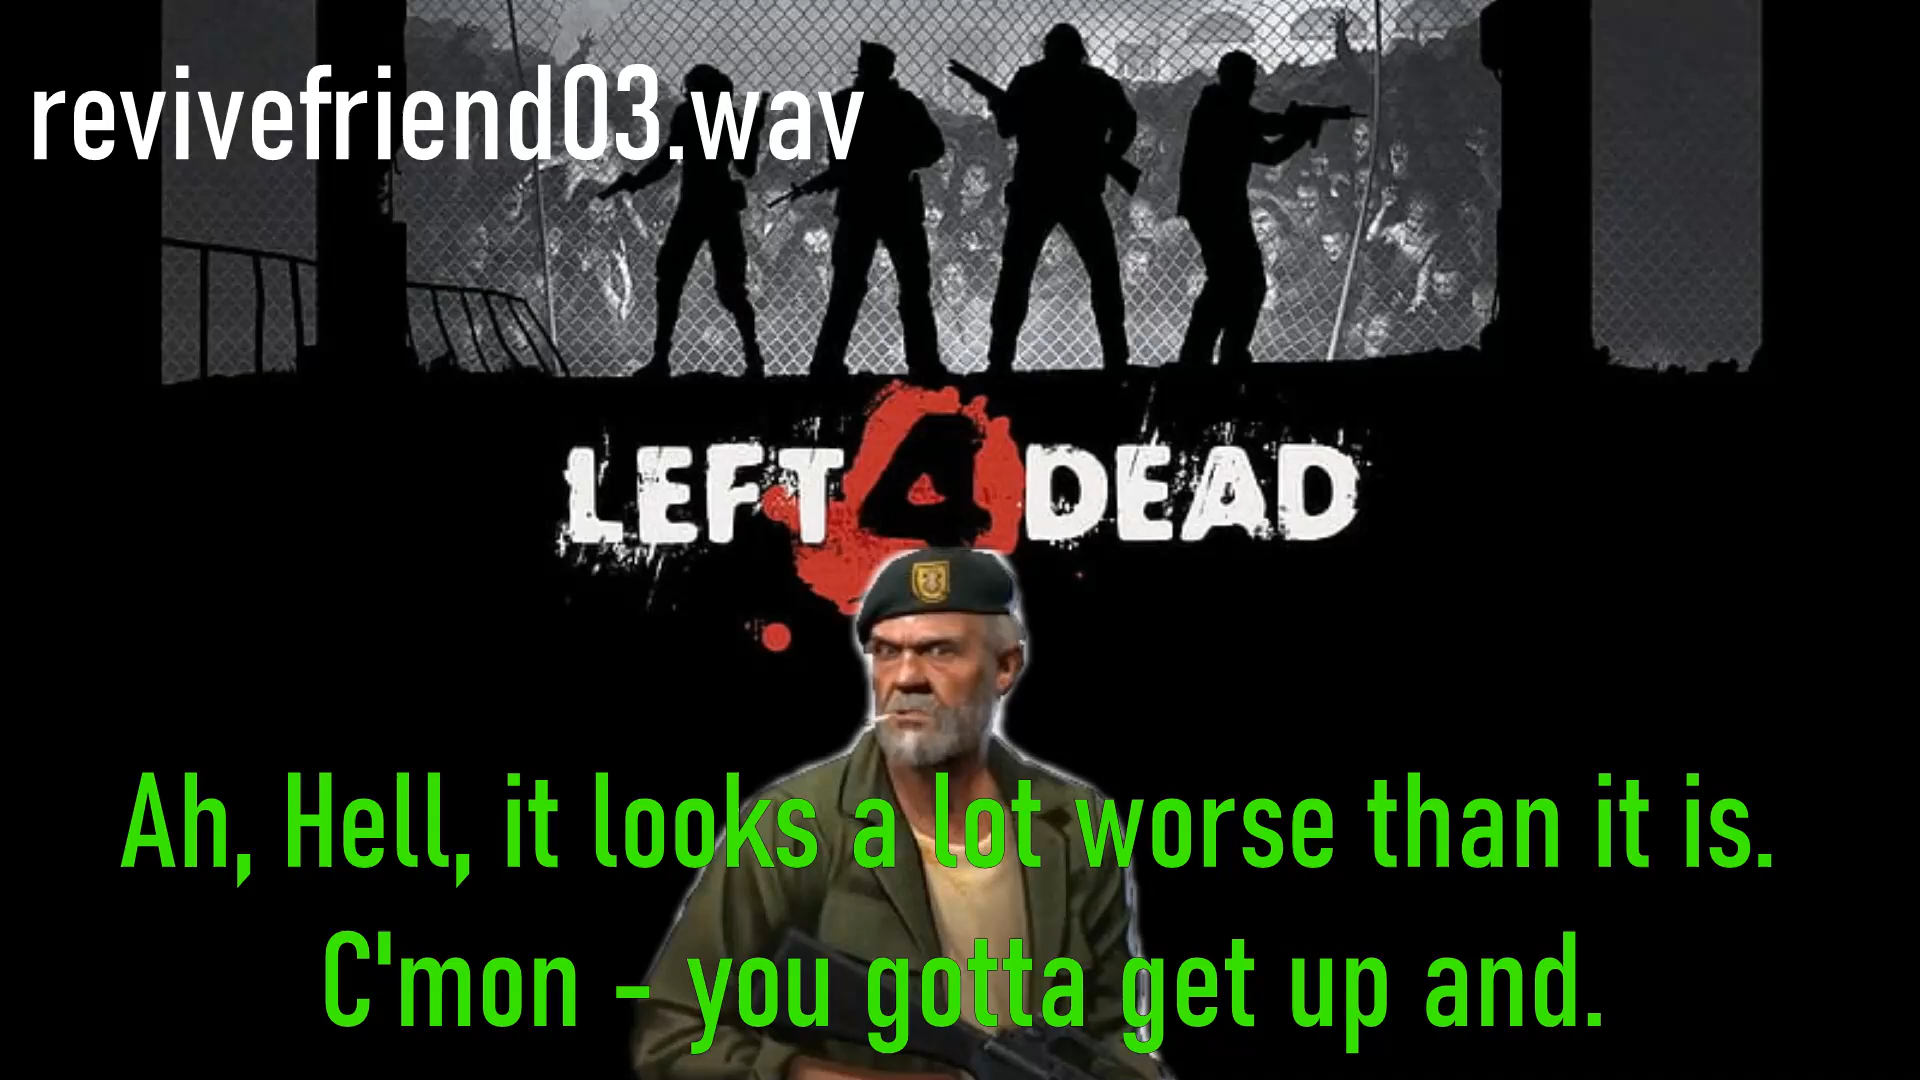 revivefriend03.wav
LEFT 4 DEAD
Ah, Hell, it looks a lot worse than it is.
C'mon - you gotta get up and.